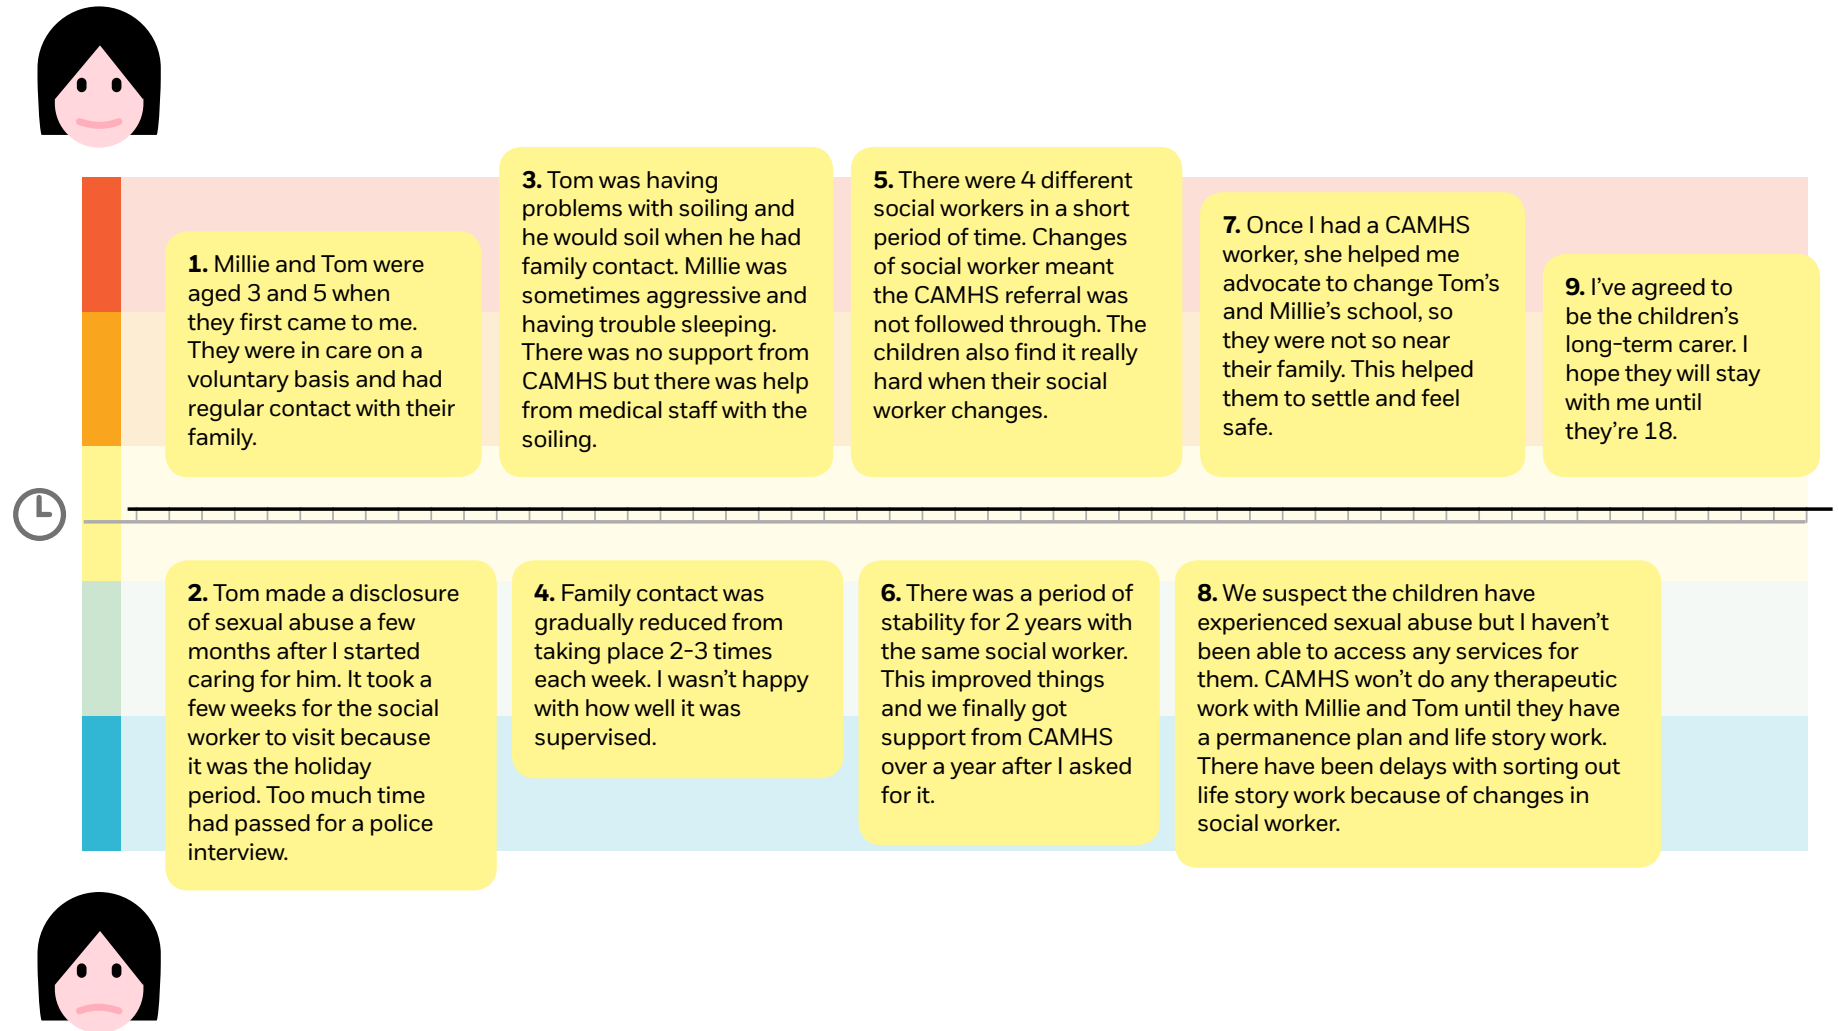 1. Millie and Tom were
aged 3 and 5 when
they first came to me.
They were in care on a
voluntary basis and had
regular contact with their
family.
2. Tom made a disclosure
of sexual abuse a few
months after I started
caring for him. It took a
few weeks for the social
worker to visit because
it was the holiday
period. Too much time
had passed for a police
interview.
3. Tom was having
problems with soiling and
he would soil when he had
family contact. Millie was
sometimes aggressive and
having trouble sleeping.
There was no support from
CAMHS but there was help
from medical staff with the
soiling.
4. Family contact was
gradually reduced from
taking place 2-3 times
each week. I wasn’t happy
with how well it was
supervised.
5. There were 4 different
social workers in a short
period of time. Changes
of social worker meant
the CAMHS referral was
not followed through. The
children also find it really
hard when their social
worker changes.
6. There was a period of
stability for 2 years with
the same social worker.
This improved things
and we finally got
support from CAMHS
over a year after I asked
for it.
7. Once I had a CAMHS
worker, she helped me
advocate to change Tom’s
and Millie’s school, so
they were not so near
their family. This helped
them to settle and feel
safe.
8. We suspect the children have
experienced sexual abuse but I haven’t
been able to access any services for
them. CAMHS won’t do any therapeutic
work with Millie and Tom until they have
a permanence plan and life story work.
There have been delays with sorting out
life story work because of changes in
social worker.
9. I’ve agreed to
be the children’s
long-term carer. I
hope they will stay
with me until
they’re 18.